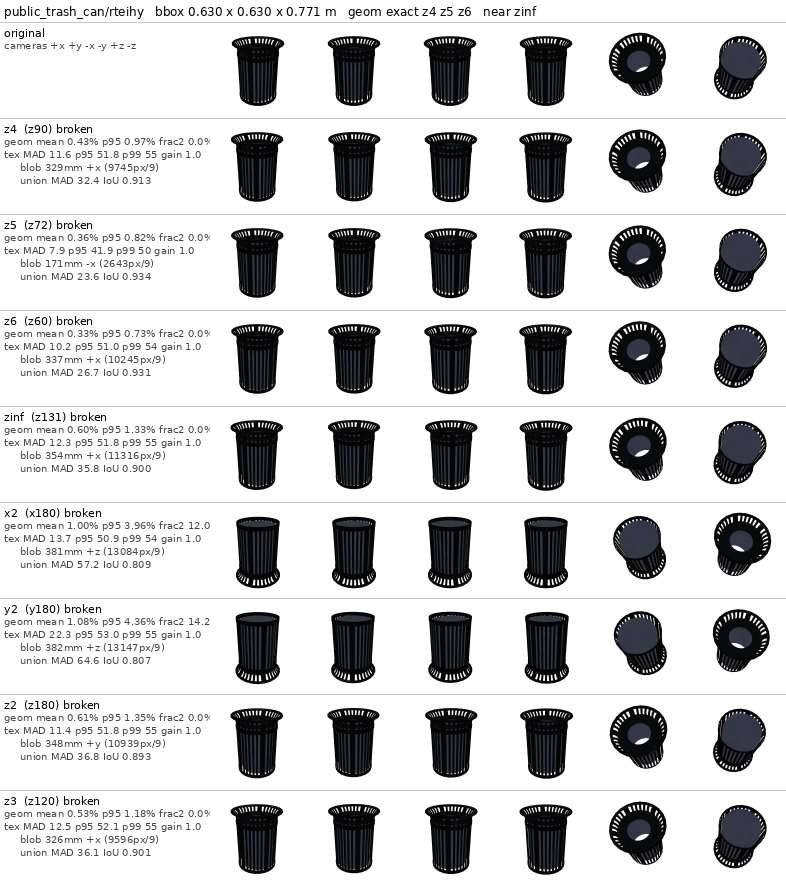 public_trash_can/rteihy   bbox 0.630 x 0.630 x 0.771 m   geom exact z4 z5 z6   near zinf
original
cameras +x +y -x -y +z -z
z4  (z90) broken
geom mean 0.43% p95 0.97% frac2 0.0%
tex MAD 11.6 p95 51.8 p99 55 gain 1.0
blob 329mm +x (9745px/9)
union MAD 32.4 IoU 0.913
z5  (z72) broken
geom mean 0.36% p95 0.82% frac2 0.0%
tex MAD 7.9 p95 41.9 p99 50 gain 1.0
blob 171mm -x (2643px/9)
union MAD 23.6 IoU 0.934
z6  (z60) broken
geom mean 0.33% p95 0.73% frac2 0.0%
tex MAD 10.2 p95 51.0 p99 54 gain 1.0
blob 337mm +x (10245px/9)
union MAD 26.7 IoU 0.931
zinf  (z131) broken
geom mean 0.60% p95 1.33% frac2 0.0%
tex MAD 12.3 p95 51.8 p99 55 gain 1.0
blob 354mm +x (11316px/9)
union MAD 35.8 IoU 0.900
x2  (x180) broken
geom mean 1.00% p95 3.96% frac2 12.0
tex MAD 13.7 p95 50.9 p99 54 gain 1.0
blob 381mm +z (13084px/9)
union MAD 57.2 IoU 0.809
y2  (y180) broken
geom mean 1.08% p95 4.36% frac2 14.2
tex MAD 22.3 p95 53.0 p99 55 gain 1.0
blob 382mm +z (13147px/9)
union MAD 64.6 IoU 0.807
z2  (z180) broken
geom mean 0.61% p95 1.35% frac2 0.0%
tex MAD 11.4 p95 51.8 p99 55 gain 1.0
blob 348mm +y (10939px/9)
union MAD 36.8 IoU 0.893
z3  (z120) broken
geom mean 0.53% p95 1.18% frac2 0.0%
tex MAD 12.5 p95 52.1 p99 55 gain 1.0
blob 326mm +x (9596px/9)
union MAD 36.1 IoU 0.901